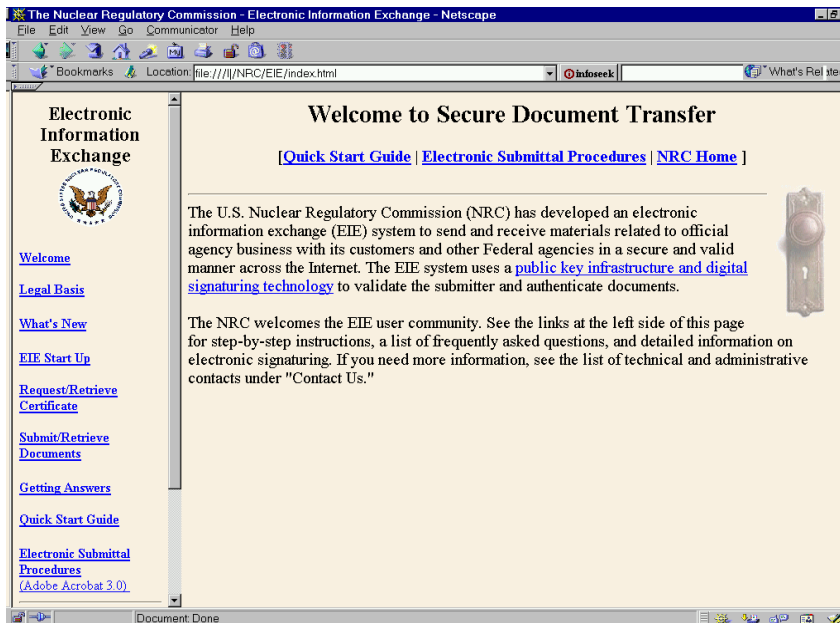 The Nuclear Regulatory Commission - Electronic Information Exchange - Netscape
File Edit View Go Communicator Help
Bookmarks Location: file:///I|/NRC/EIE/index.html infoseek What's Relate
Electronic
Information
Exchange
UNITED STATES NUCLEAR REGULATORY COMMISSION
Welcome
Legal Basis
What's New
EIE Start Up
Request/Retrieve
Certificate
Submit/Retrieve
Documents
Getting Answers
Quick Start Guide
Electronic Submittal
Procedures
(Adobe Acrobat 3.0)
Welcome to Secure Document Transfer
[Quick Start Guide | Electronic Submittal Procedures | NRC Home ]
The U.S. Nuclear Regulatory Commission (NRC) has developed an electronic
information exchange (EIE) system to send and receive materials related to official
agency business with its customers and other Federal agencies in a secure and valid
manner across the Internet. The EIE system uses a public key infrastructure and digital
signaturing technology to validate the submitter and authenticate documents.
The NRC welcomes the EIE user community. See the links at the left side of this page
for step-by-step instructions, a list of frequently asked questions, and detailed information on
electronic signaturing. If you need more information, see the list of technical and administrative
contacts under "Contact Us."
Document: Done